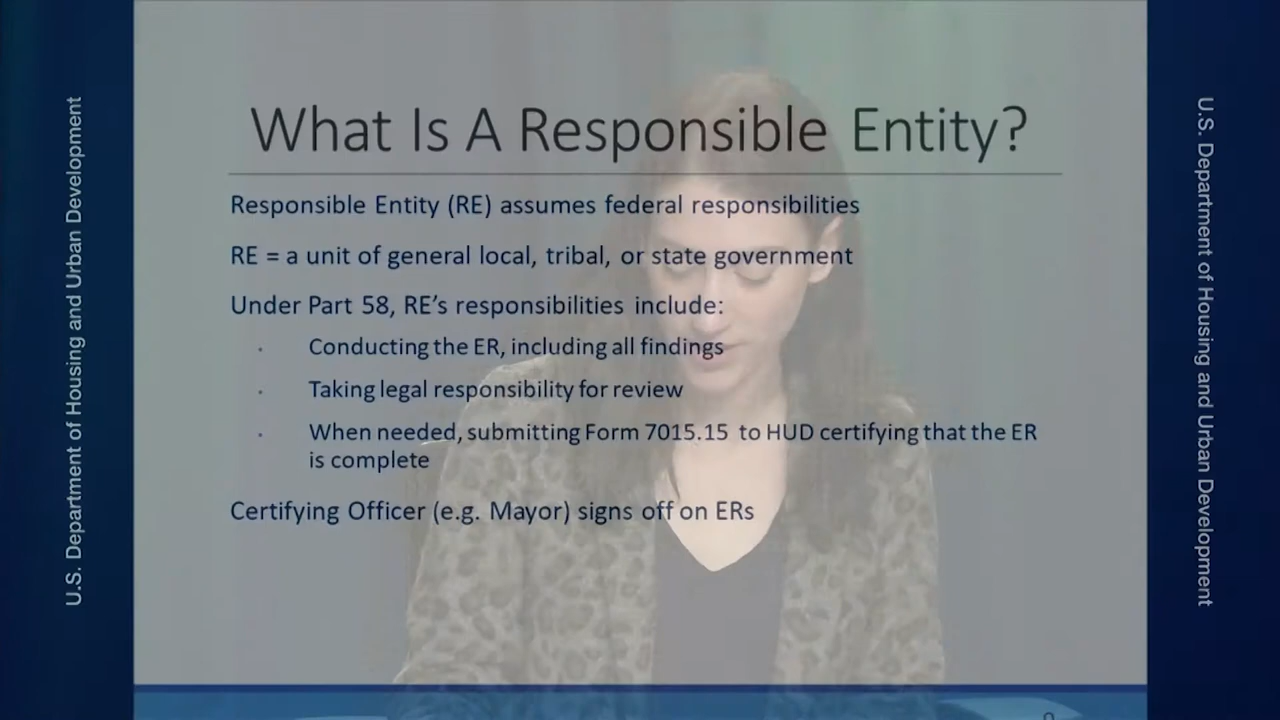 What Is A Responsible Entity?
Responsible Entity (RE) assumes federal responsibilities
RE = a unit of general local, tribal, or state government
Under Part 58, RE’s responsibilities include:
· Conducting the ER, including all findings
· Taking legal responsibility for review
· When needed, submitting Form 7015.15 to HUD certifying that the ER
is complete
Certifying Officer (e.g. Mayor) signs off on ERs
U.S. Department of Housing and Urban Development
U.S. Department of Housing and Urban Development